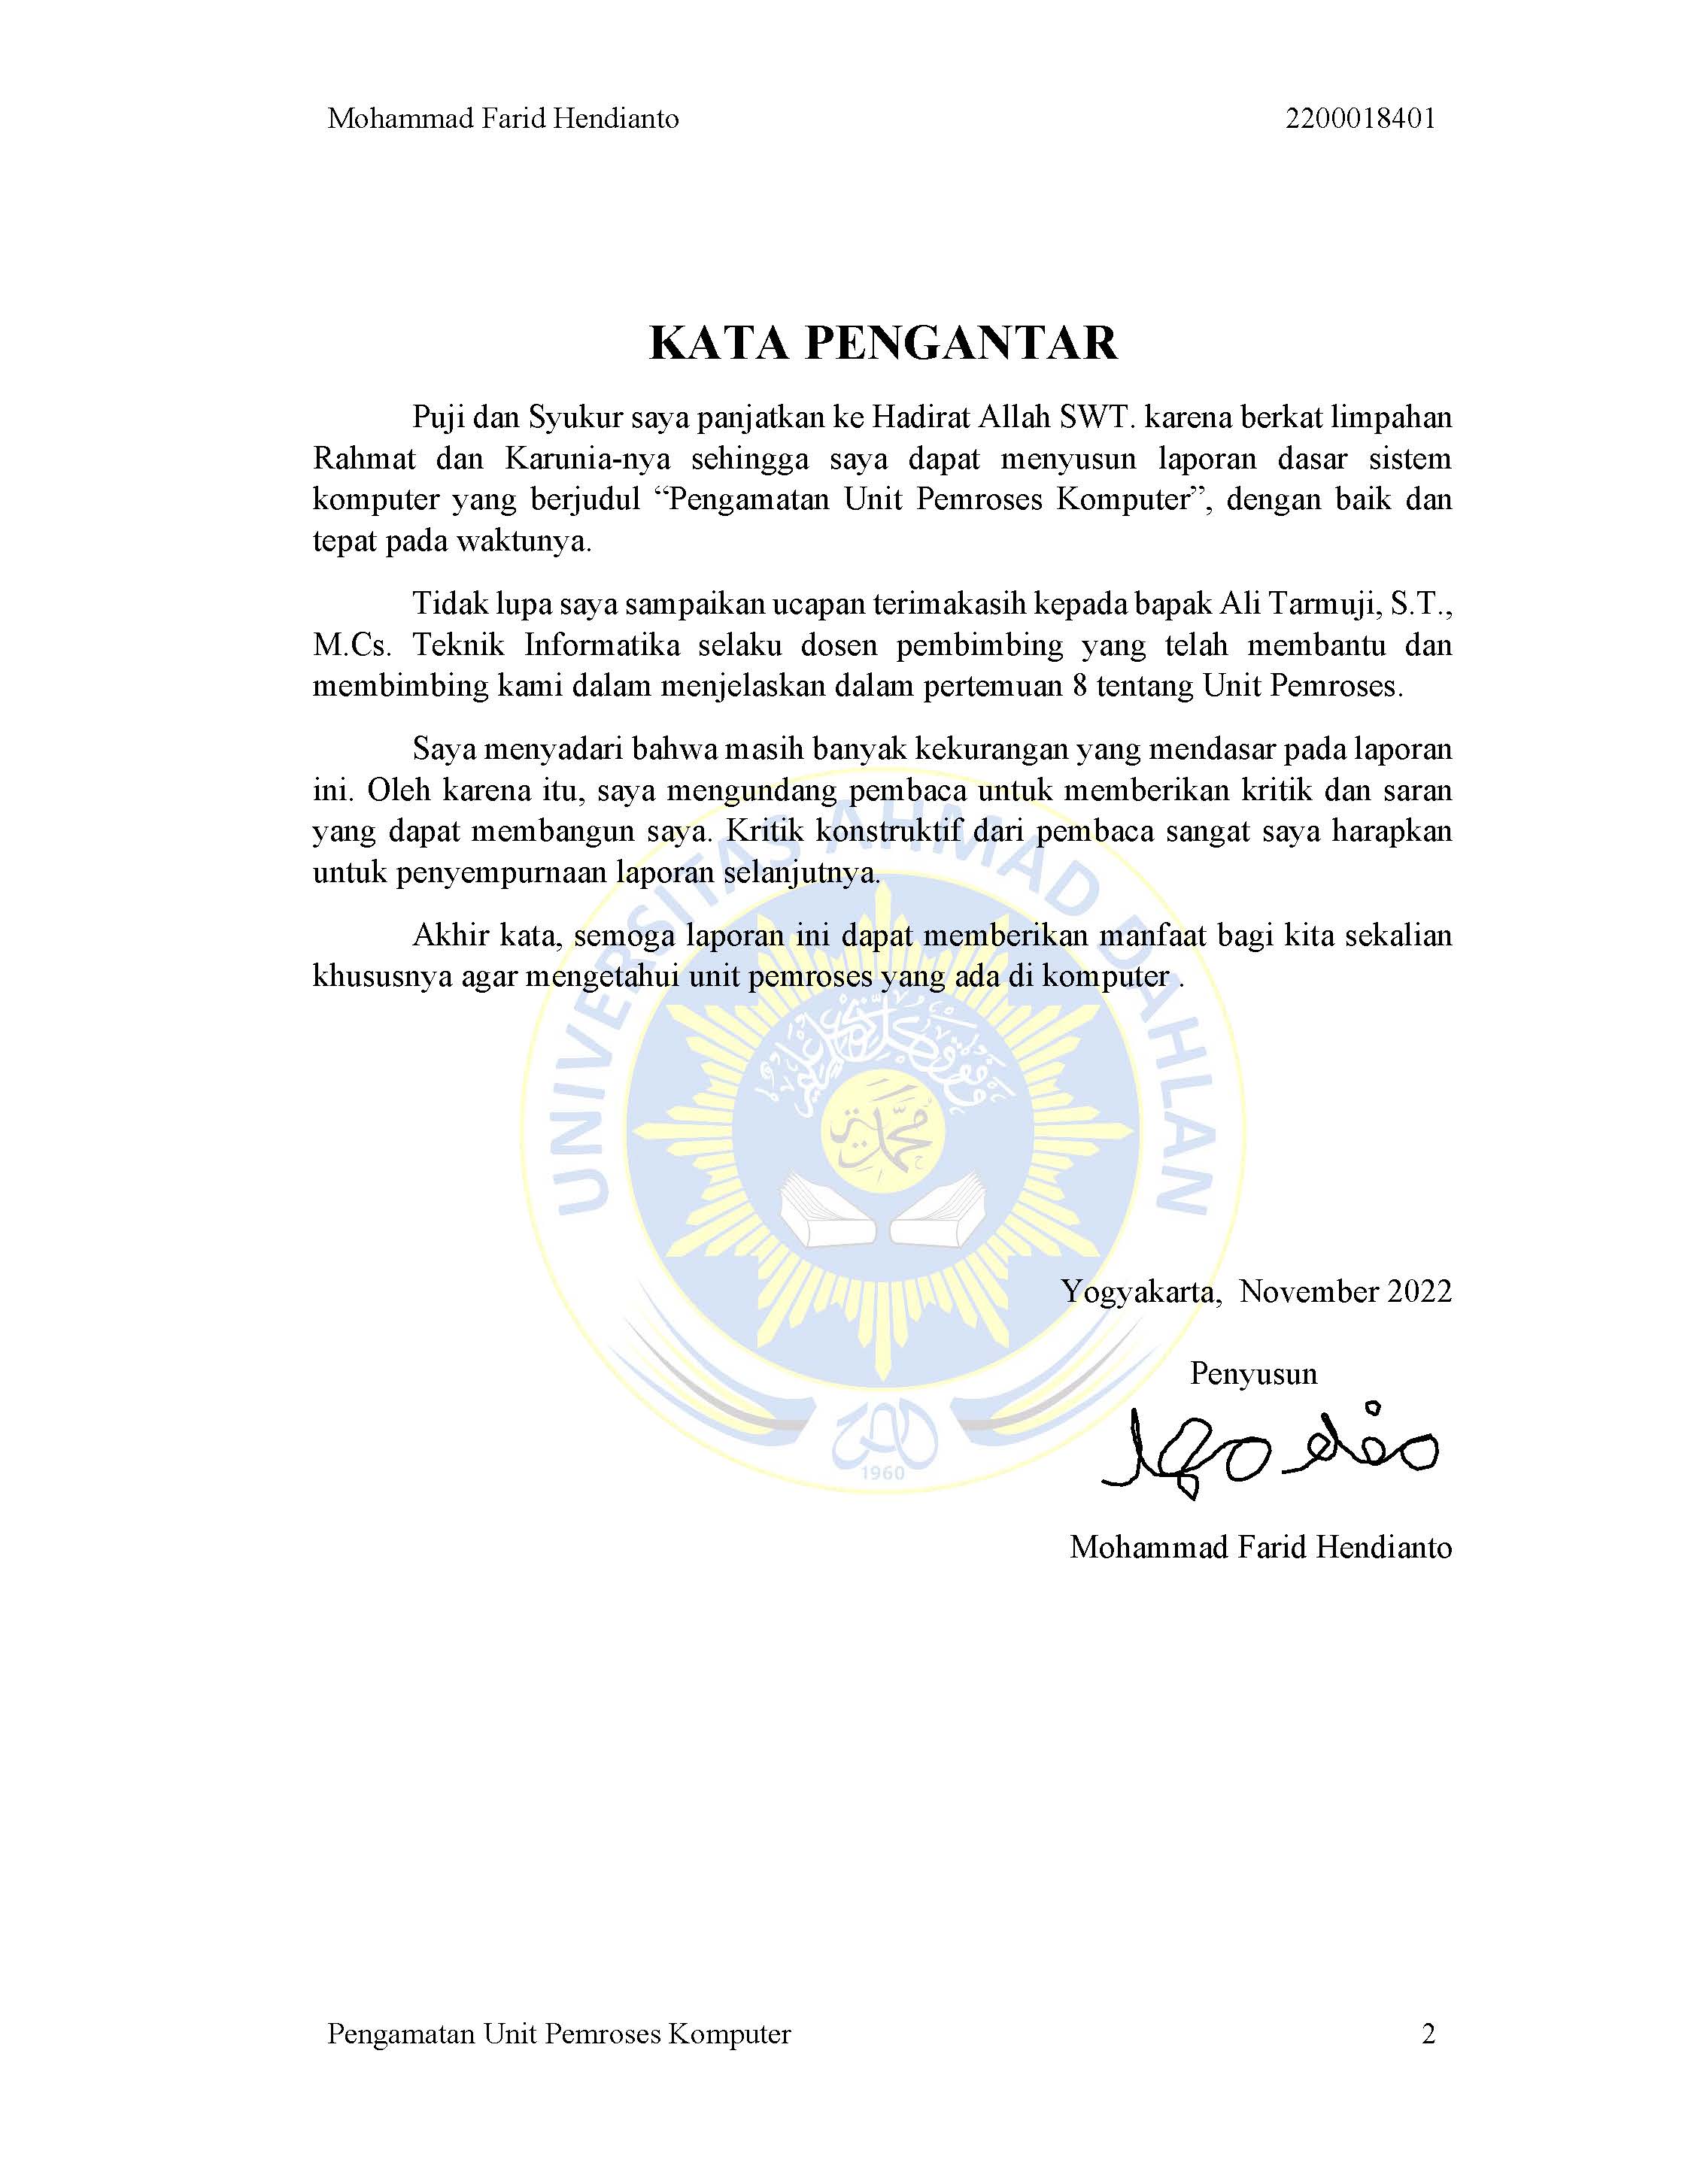 Mohammad Farid Hendianto 2200018401
KATA PENGANTAR
Puji dan Syukur saya panjatkan ke Hadirat Allah SWT. karena berkat limpahan
Rahmat dan Karunia-nya sehingga saya dapat menyusun laporan dasar sistem
komputer yang berjudul “Pengamatan Unit Pemroses Komputer”, dengan baik dan
tepat pada waktunya.
Tidak lupa saya sampaikan ucapan terimakasih kepada bapak Ali Tarmuji, S.T.,
M.Cs. Teknik Informatika selaku dosen pembimbing yang telah membantu dan
membimbing kami dalam menjelaskan dalam pertemuan 8 tentang Unit Pemroses.
Saya menyadari bahwa masih banyak kekurangan yang mendasar pada laporan
ini. Oleh karena itu, saya mengundang pembaca untuk memberikan kritik dan saran
yang dapat membangun saya. Kritik konstruktif dari pembaca sangat saya harapkan
untuk penyempurnaan laporan selanjutnya.
Akhir kata, semoga laporan ini dapat memberikan manfaat bagi kita sekalian
khususnya agar mengetahui unit pemroses yang ada di komputer .
UNIVERSITAS AHMAD DAHLAN
1960
Yogyakarta, November 2022
Penyusun
Mohammad Farid Hendianto
Pengamatan Unit Pemroses Komputer 2